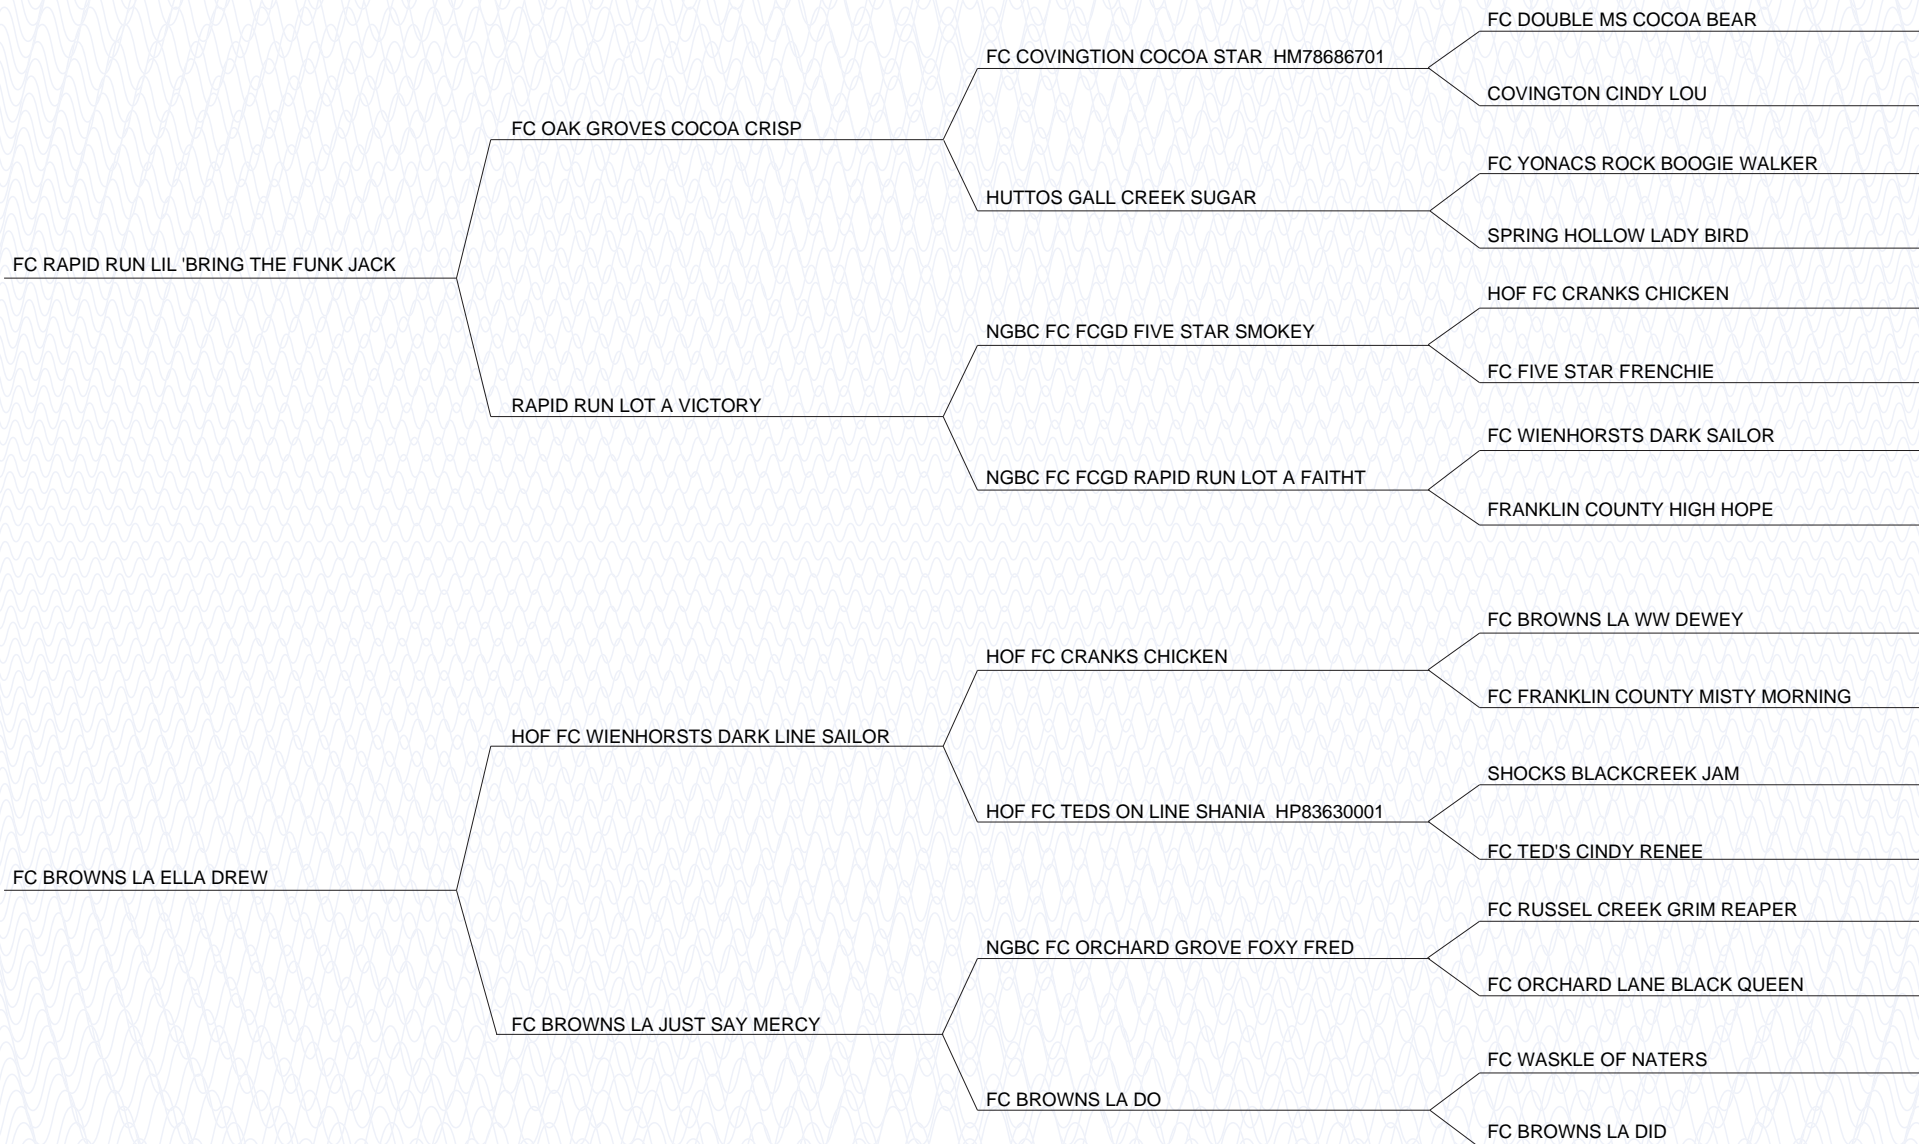 FC DOUBLE MS COCOA BEAR
FC COVINGTION COCOA STAR  HM78686701
COVINGTON CINDY LOU
FC OAK GROVES COCOA CRISP
FC YONACS ROCK BOOGIE WALKER
HUTTOS GALL CREEK SUGAR
SPRING HOLLOW LADY BIRD
FC RAPID RUN LIL 'BRING THE FUNK JACK
HOF FC CRANKS CHICKEN
NGBC FC FCGD FIVE STAR SMOKEY
FC FIVE STAR FRENCHIE
RAPID RUN LOT A VICTORY
FC WIENHORSTS DARK SAILOR
NGBC FC FCGD RAPID RUN LOT A FAITHT
FRANKLIN COUNTY HIGH HOPE
FC BROWNS LA WW DEWEY
HOF FC CRANKS CHICKEN
FC FRANKLIN COUNTY MISTY MORNING
HOF FC WIENHORSTS DARK LINE SAILOR
SHOCKS BLACKCREEK JAM
HOF FC TEDS ON LINE SHANIA  HP83630001
FC TED'S CINDY RENEE
FC BROWNS LA ELLA DREW
FC RUSSEL CREEK GRIM REAPER
NGBC FC ORCHARD GROVE FOXY FRED
FC ORCHARD LANE BLACK QUEEN
FC BROWNS LA JUST SAY MERCY
FC WASKLE OF NATERS
FC BROWNS LA DO
FC BROWNS LA DID